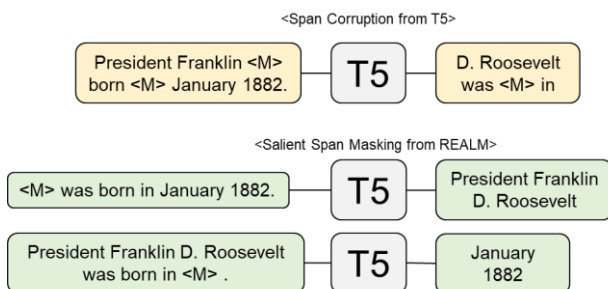 <Span Corruption from T5>
President Franklin <M>
born <M> January 1882.
T5
D. Roosevelt
was <M> in
<Salient Span Masking from REALM>
<M> was born in January 1882.
T5
President Franklin
D. Roosevelt
President Franklin D. Roosevelt
was born in <M> .
T5
January
1882